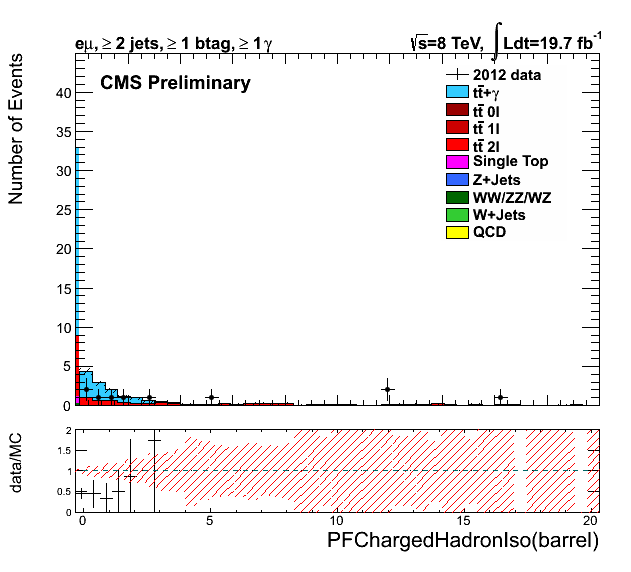 eμ, ≥ 2 jets, ≥ 1 btag, ≥ 1 γ
√s=8 TeV, ∫Ldt=19.7 fb⁻¹
CMS Preliminary
2012 data
tt̄+γ
tt̄ 0l
tt̄ 1l
tt̄ 2l
Single Top
Z+Jets
WW/ZZ/WZ
W+Jets
QCD
Number of Events
40
35
30
25
20
15
10
5
0
data/MC
2
1.5
1
0.5
0
0 5 10 15 20
PFChargedHadronIso(barrel)